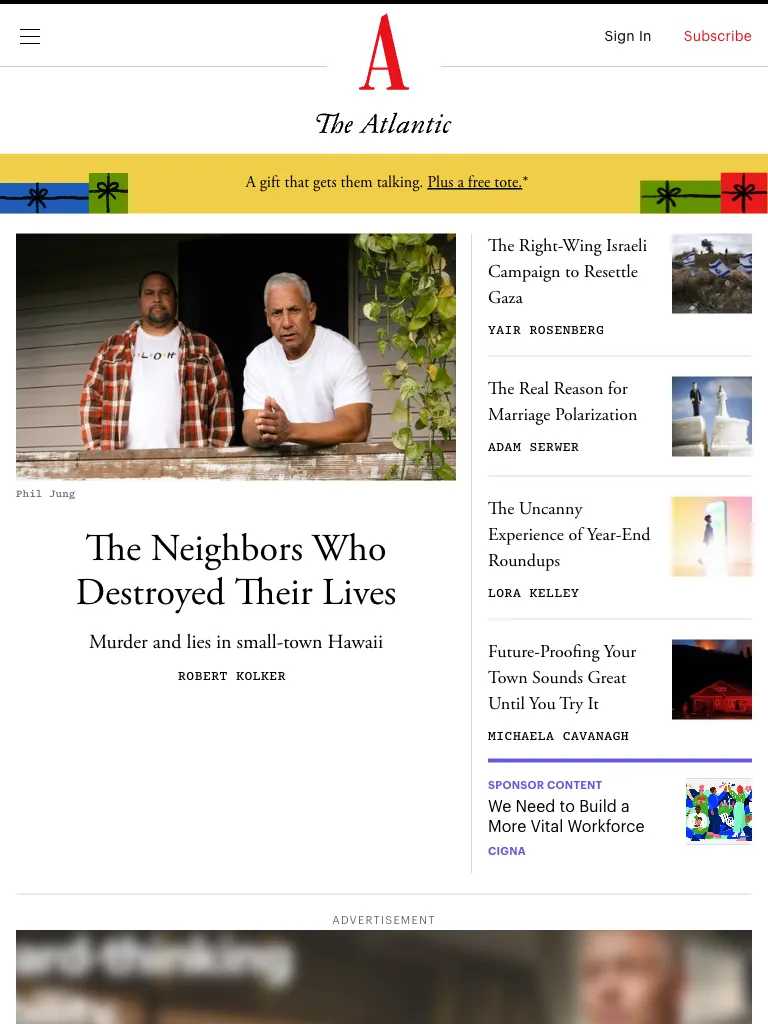 Sign In
Subscribe
A
The Atlantic
A gift that gets them talking. Plus a free tote.*
Phil Jung
The Neighbors Who
Destroyed Their Lives
Murder and lies in small-town Hawaii
ROBERT KOLKER
The Right-Wing Israeli
Campaign to Resettle
Gaza
YAIR ROSENBERG
The Real Reason for
Marriage Polarization
ADAM SERWER
The Uncanny
Experience of Year-End
Roundups
LORA KELLEY
Future-Proofing Your
Town Sounds Great
Until You Try It
MICHAELA CAVANAGH
SPONSOR CONTENT
We Need to Build a
More Vital Workforce
CIGNA
ADVERTISEMENT